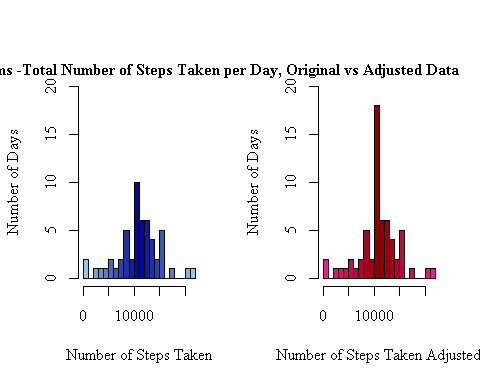 -Total Number of Steps Taken per Day, Original vs Adjusted Data
Number of Days
0
5
10
15
20
0
10000
Number of Steps Taken
Number of Days
0
5
10
15
20
0
10000
Number of Steps Taken Adjusted